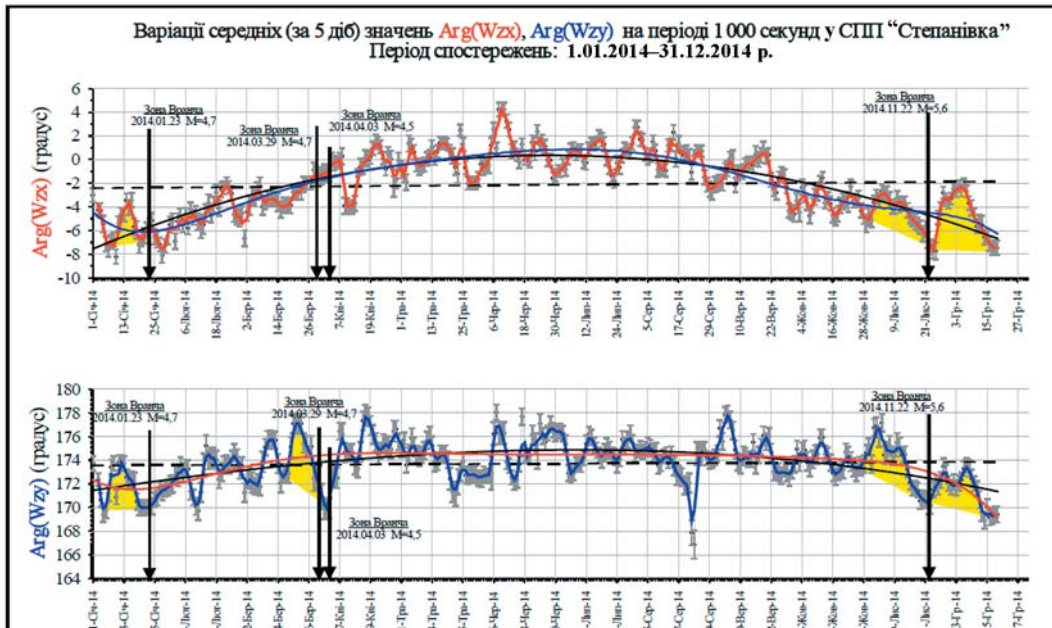 Варіації середніх (за 5 діб) значень Arg(Wzx), Arg(Wzy) на періоді 1 000 секунд у СПП “Степанівка”
Період спостережень: 1.01.2014–31.12.2014 р.
Arg(Wzx) (градус)
6
4
2
0
-2
-4
-6
-8
-10
Зона Вранча
2014.01.23 M=4,7
Зона Вранча
2014.03.29 M=4,7
Зона Вранча
2014.04.03 M=4,5
Зона Вранча
2014.11.22 M=5,6
1-Січ-14
13-Січ-14
25-Січ-14
6-Лют-14
18-Лют-14
2-Бер-14
14-Бер-14
26-Бер-14
7-Кві-14
19-Кві-14
1-Тра-14
13-Тра-14
25-Тра-14
6-Чер-14
18-Чер-14
30-Чер-14
12-Лип-14
24-Лип-14
5-Сер-14
17-Сер-14
29-Сер-14
10-Вер-14
22-Вер-14
4-Жов-14
16-Жов-14
28-Жов-14
9-Лис-14
21-Лис-14
3-Гр-14
15-Гр-14
27-Гр-14
Arg(Wzy) (градус)
180
178
176
174
172
170
168
166
164
Зона Вранча
2014.01.23 M=4,7
Зона Вранча
2014.03.29 M=4,7
Зона Вранча
2014.04.03 M=4,5
Зона Вранча
2014.11.22 M=5,6